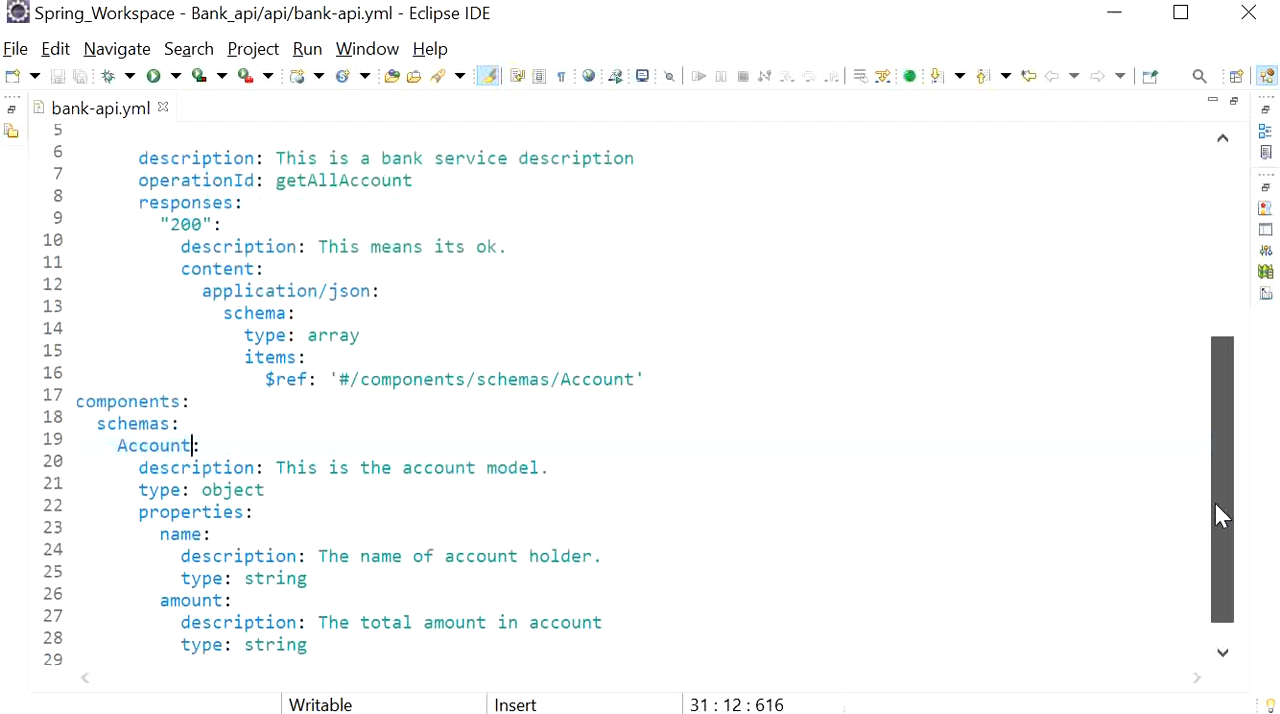 Spring_Workspace - Bank_api/api/bank-api.yml - Eclipse IDE
File Edit Navigate Search Project Run Window Help
bank-api.yml
5
6 description: This is a bank service description
7 operationId: getAllAccount
8 responses:
9 "200":
10 description: This means its ok.
11 content:
12 application/json:
13 schema:
14 type: array
15 items:
16 $ref: '#/components/schemas/Account'
17 components:
18 schemas:
19 Account:
20 description: This is the account model.
21 type: object
22 properties:
23 name:
24 description: The name of account holder.
25 type: string
26 amount:
27 description: The total amount in account
28 type: string
29
Writable Insert 31 : 12 : 616